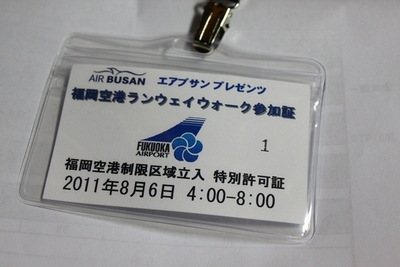 AIR BUSAN エアプサン プレゼンツ
福岡空港ランウェイウォーク参加証
FUKUOKA
AIRPORT
1
福岡空港制限区域立入 特別許可証
2011年8月6日 4:00-8:00